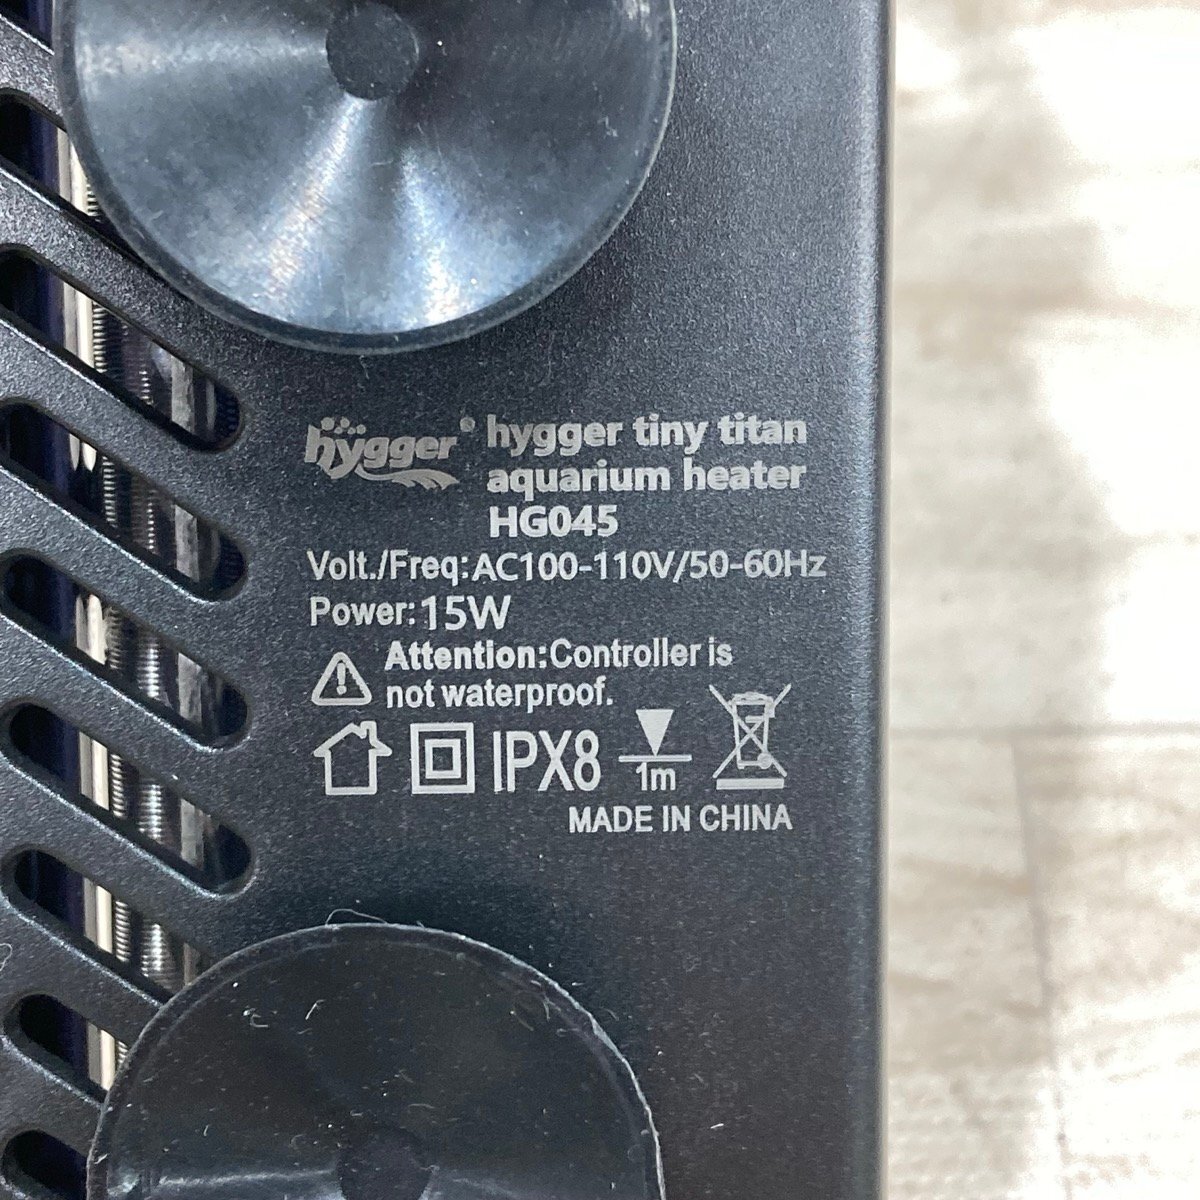 hygger® hygger tiny titan
aquarium heater
HG045
Volt./Freq:AC100-110V/50-60Hz
Power:15W
Attention:Controller is
not waterproof.
IPX8 1m
MADE IN CHINA